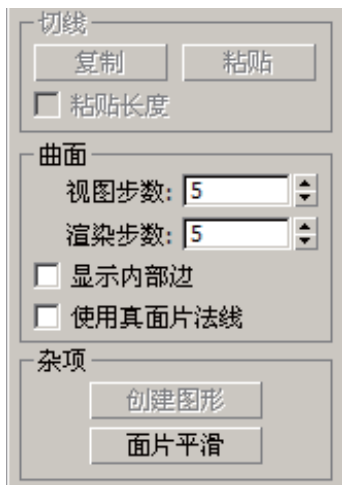 切线
复制 粘贴
粘贴长度
曲面
视图步数: 5
渲染步数: 5
显示内部边
使用真面片法线
杂项
创建图形
面片平滑